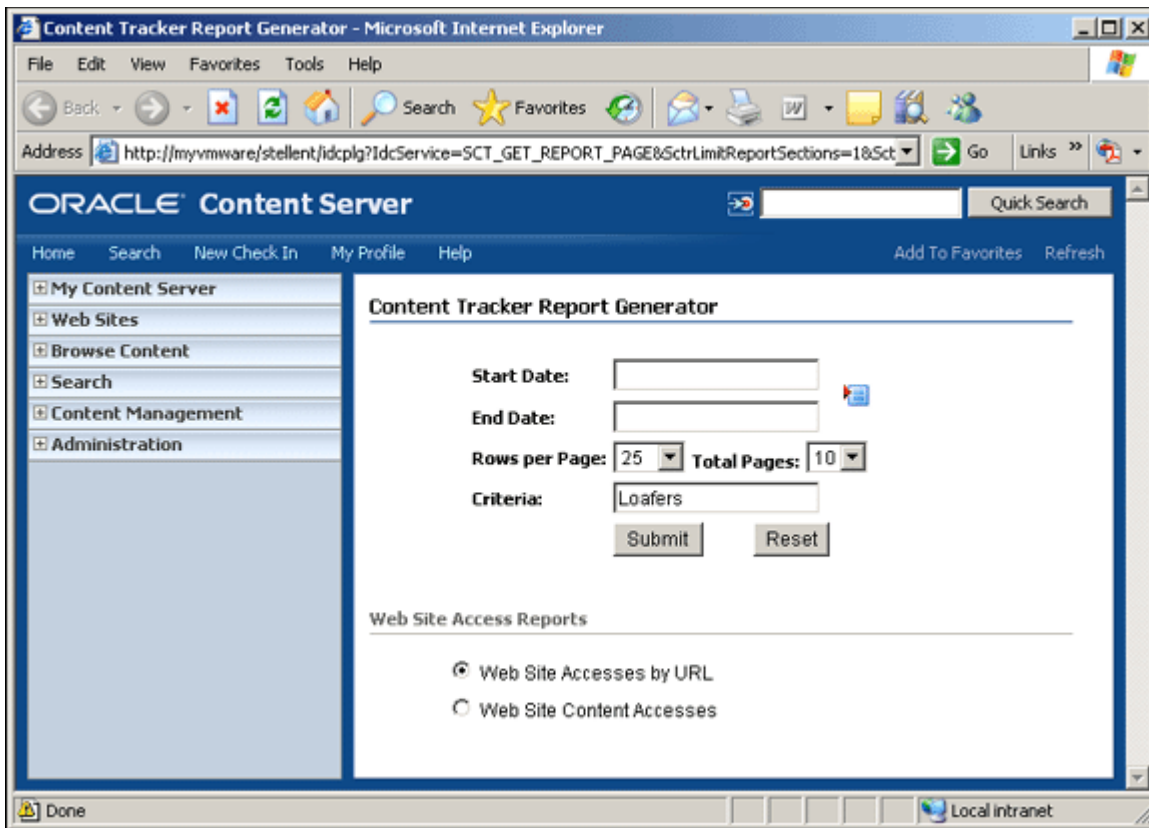 Content Tracker Report Generator - Microsoft Internet Explorer
File Edit View Favorites Tools Help
Back Search Favorites
Address http://myvmware/stellent/idcplg?IdcService=SCT_GET_REPORT_PAGE&SctrLimitReportSections=1&Sct Go Links »
ORACLE Content Server Quick Search
Home Search New Check In My Profile Help Add To Favorites Refresh
My Content Server
Web Sites
Browse Content
Search
Content Management
Administration
Content Tracker Report Generator
Start Date:
End Date:
Rows per Page: 25 Total Pages: 10
Criteria: Loafers
Submit Reset
Web Site Access Reports
Web Site Accesses by URL
Web Site Content Accesses
Done Local intranet